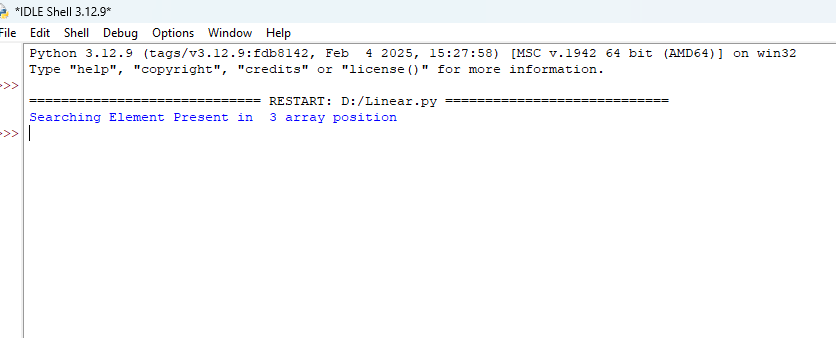 *IDLE Shell 3.12.9*
File Edit Shell Debug Options Window Help
Python 3.12.9 (tags/v3.12.9:fdb8142, Feb  4 2025, 15:27:58) [MSC v.1942 64 bit (AMD64)] on win32
Type "help", "copyright", "credits" or "license()" for more information.
>>>
============================= RESTART: D:/Linear.py ============================
Searching Element Present in  3 array position
>>>